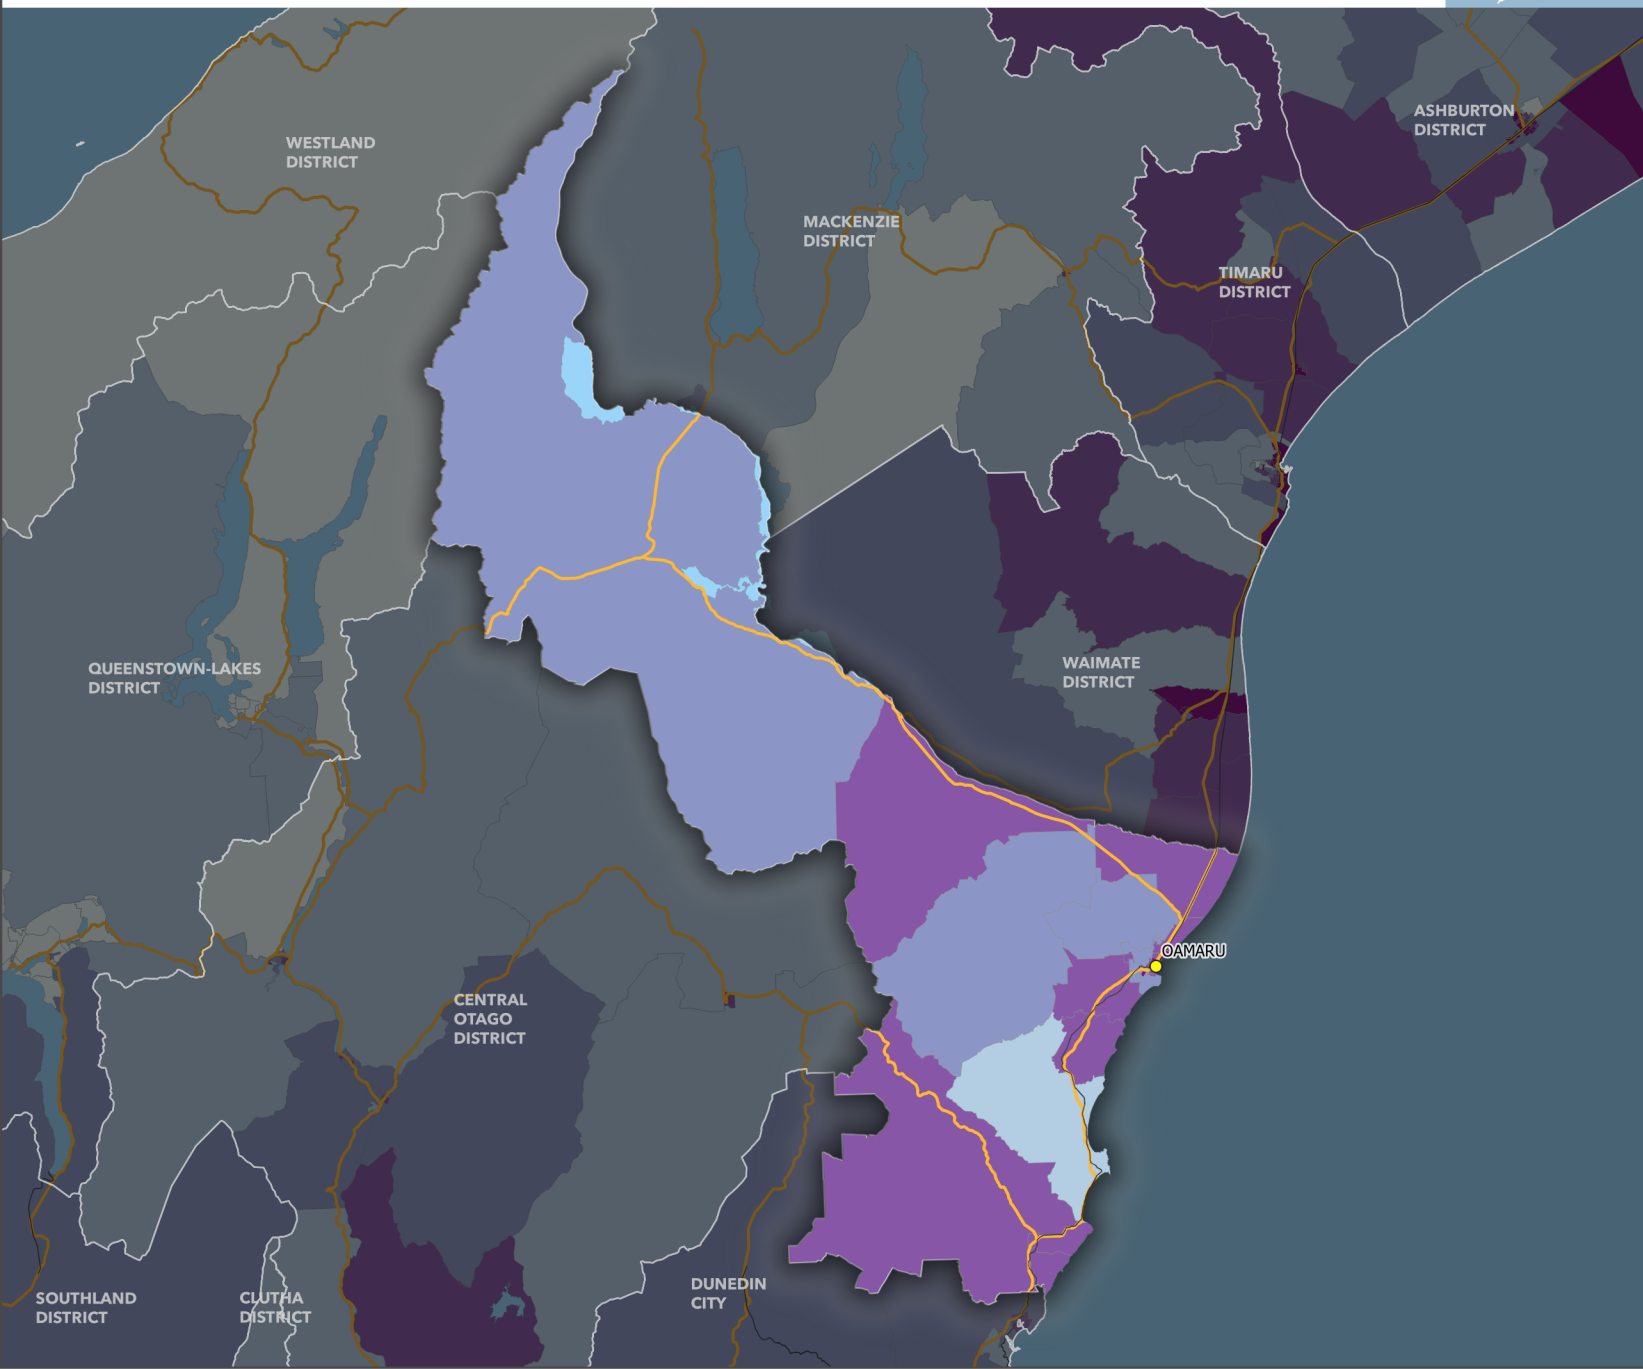 ASHBURTON
DISTRICT
WESTLAND
DISTRICT
MACKENZIE
DISTRICT
TIMARU
DISTRICT
QUEENSTOWN-LAKES
DISTRICT
WAIMATE
DISTRICT
OAMARU
CENTRAL
OTAGO
DISTRICT
DUNEDIN
CITY
SOUTHLAND
DISTRICT
CLUTHA
DISTRICT